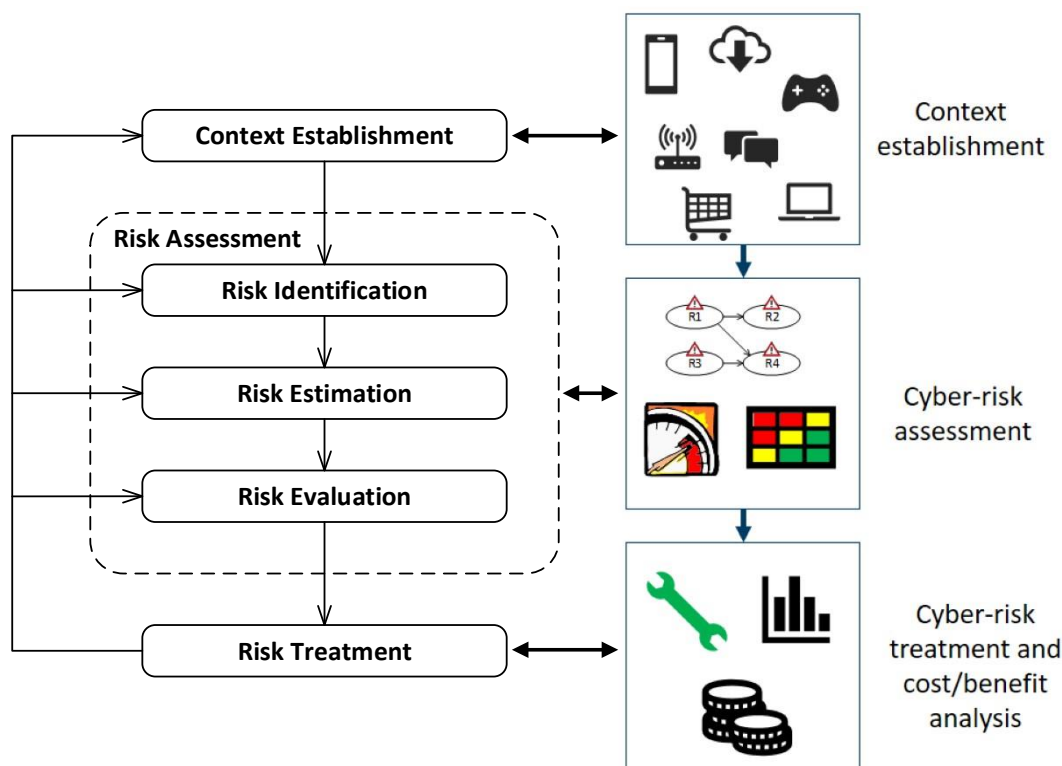 Context Establishment
Risk Assessment
Risk Identification
Risk Estimation
Risk Evaluation
Risk Treatment
Context
establishment
R1
R2
R3
R4
Cyber-risk
assessment
Cyber-risk
treatment and
cost/benefit
analysis